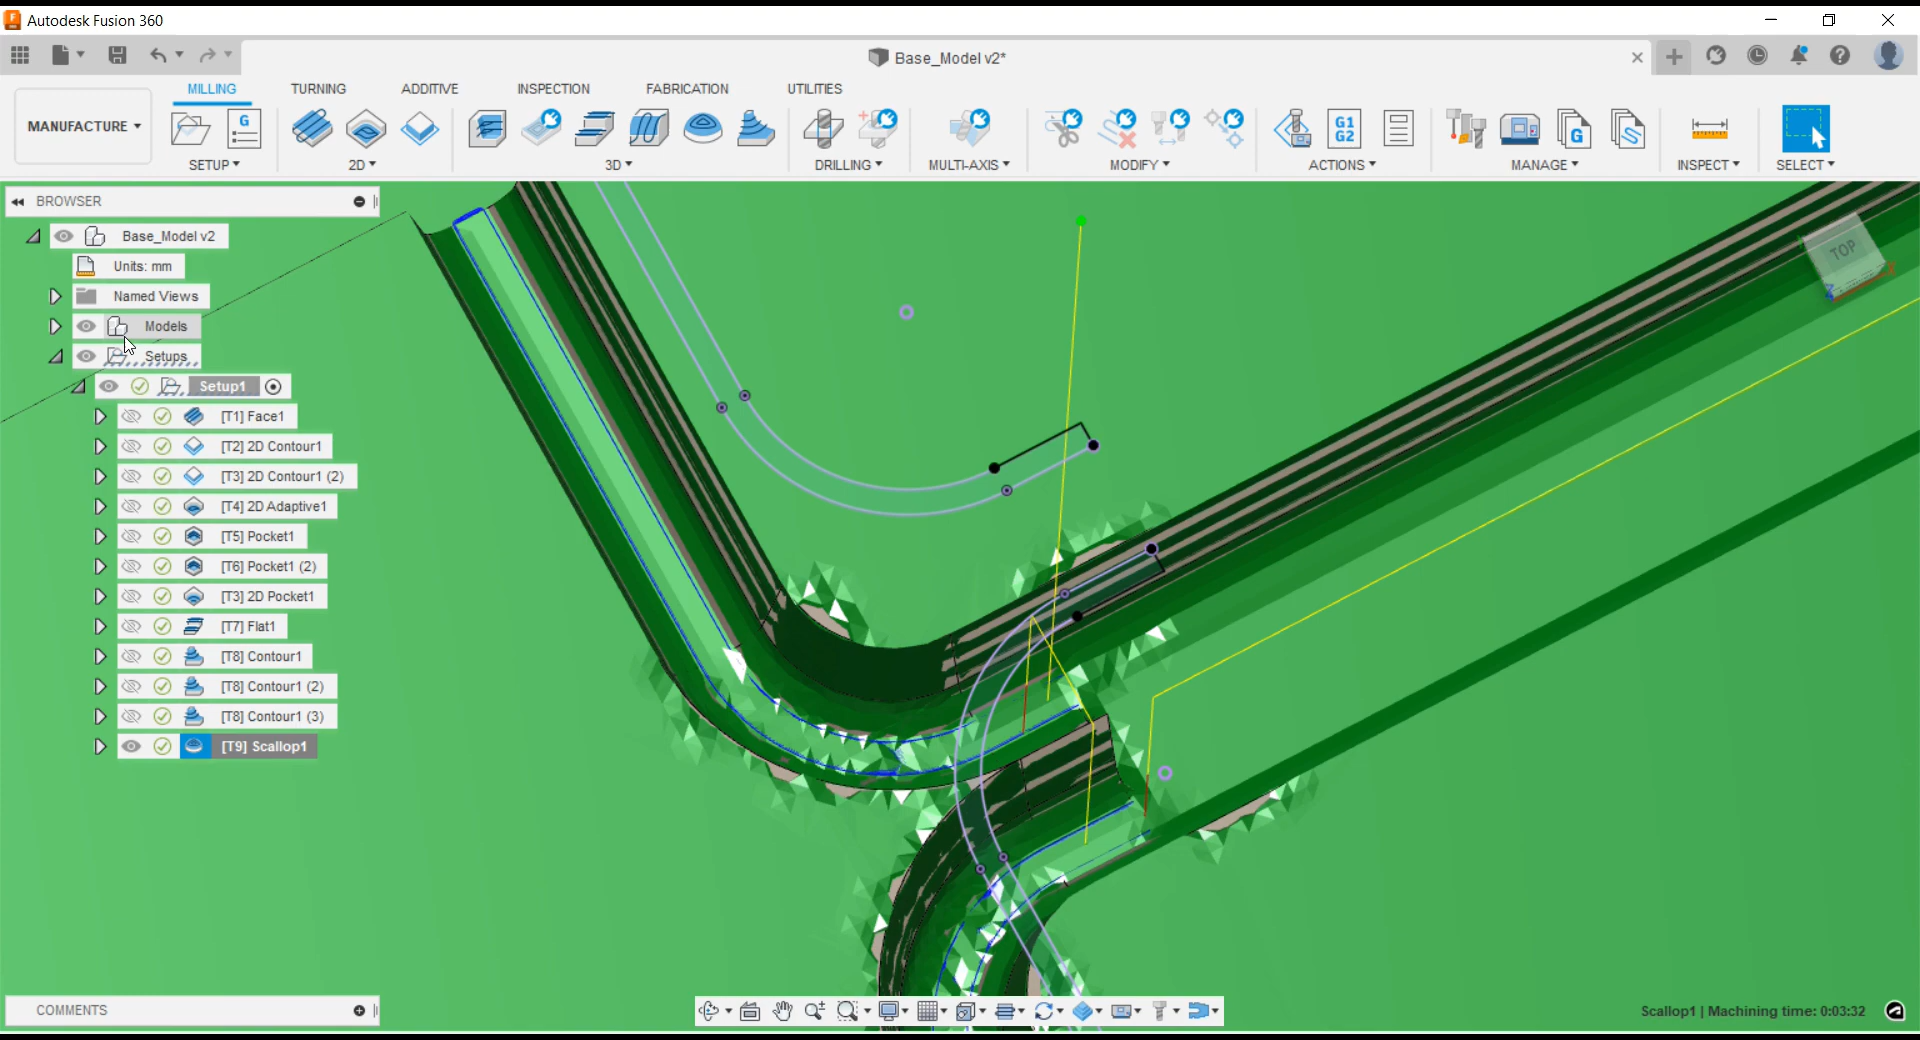 Autodesk Fusion 360
Base_Model v2*
MILLING TURNING ADDITIVE INSPECTION FABRICATION UTILITIES
MANUFACTURE
G
G1
G2
G
SETUP 2D 3D DRILLING MULTI-AXIS MODIFY ACTIONS MANAGE INSPECT SELECT
BROWSER
Base_Model v2
Units: mm
Named Views
Models
Setups
Setup1
[T1] Face1
[T2] 2D Contour1
[T3] 2D Contour1 (2)
[T4] 2D Adaptive1
[T5] Pocket1
[T6] Pocket1 (2)
[T3] 2D Pocket1
[T7] Flat1
[T8] Contour1
[T8] Contour1 (2)
[T8] Contour1 (3)
[T9] Scallop1
TOP
COMMENTS
Scallop1 | Machining time: 0:03:32